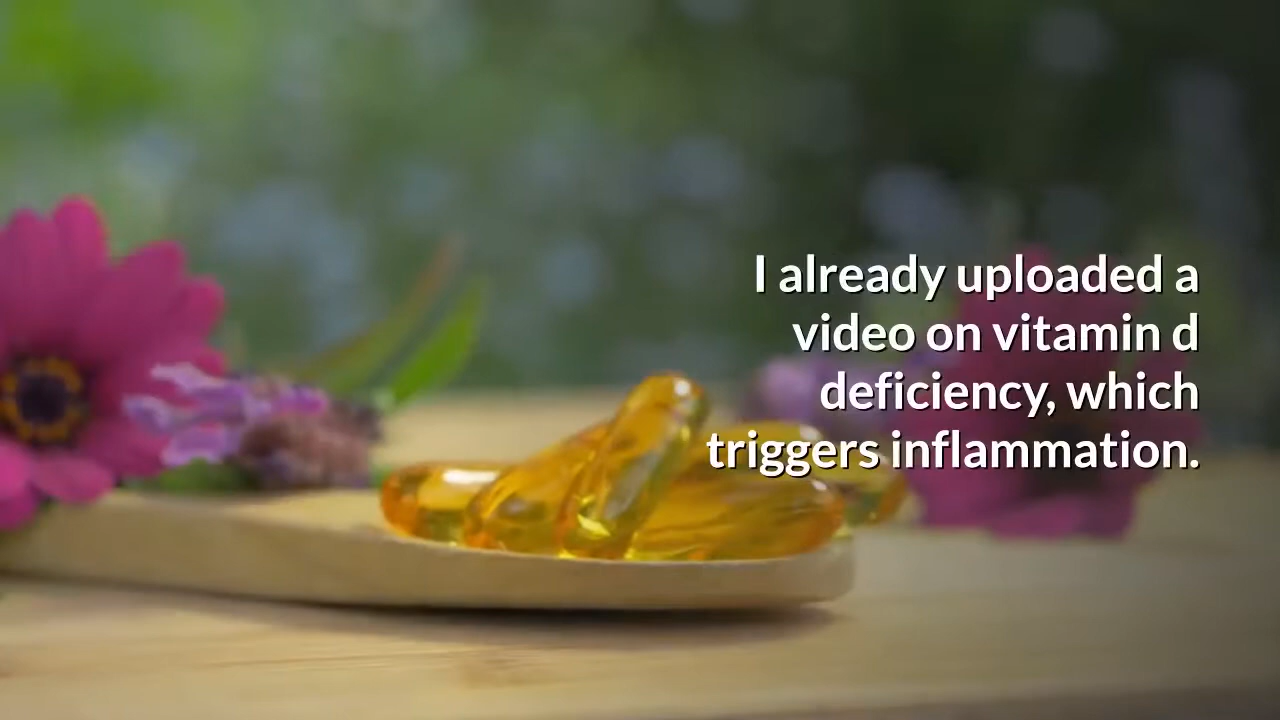 I already uploaded a
video on vitamin d
deficiency, which
triggers inflammation.